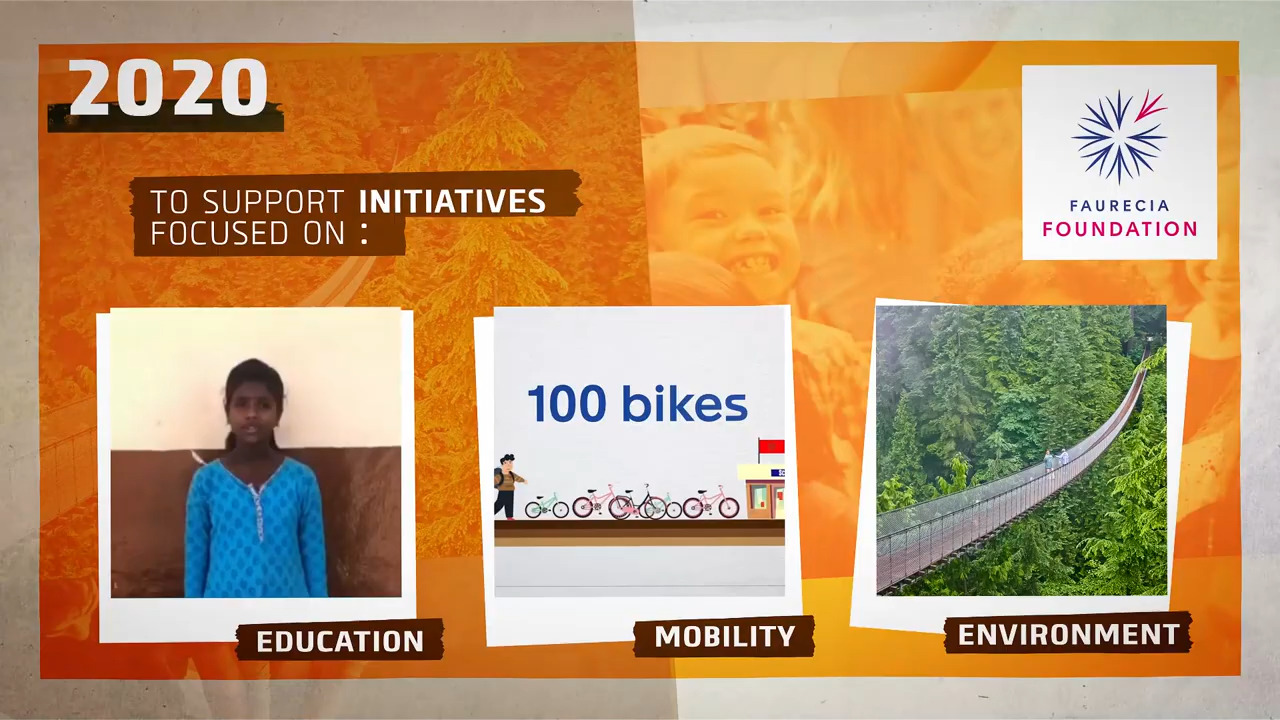 2020
TO SUPPORT INITIATIVES
FOCUSED ON :
FAURECIA
FOUNDATION
100 bikes
EDUCATION
MOBILITY
ENVIRONMENT